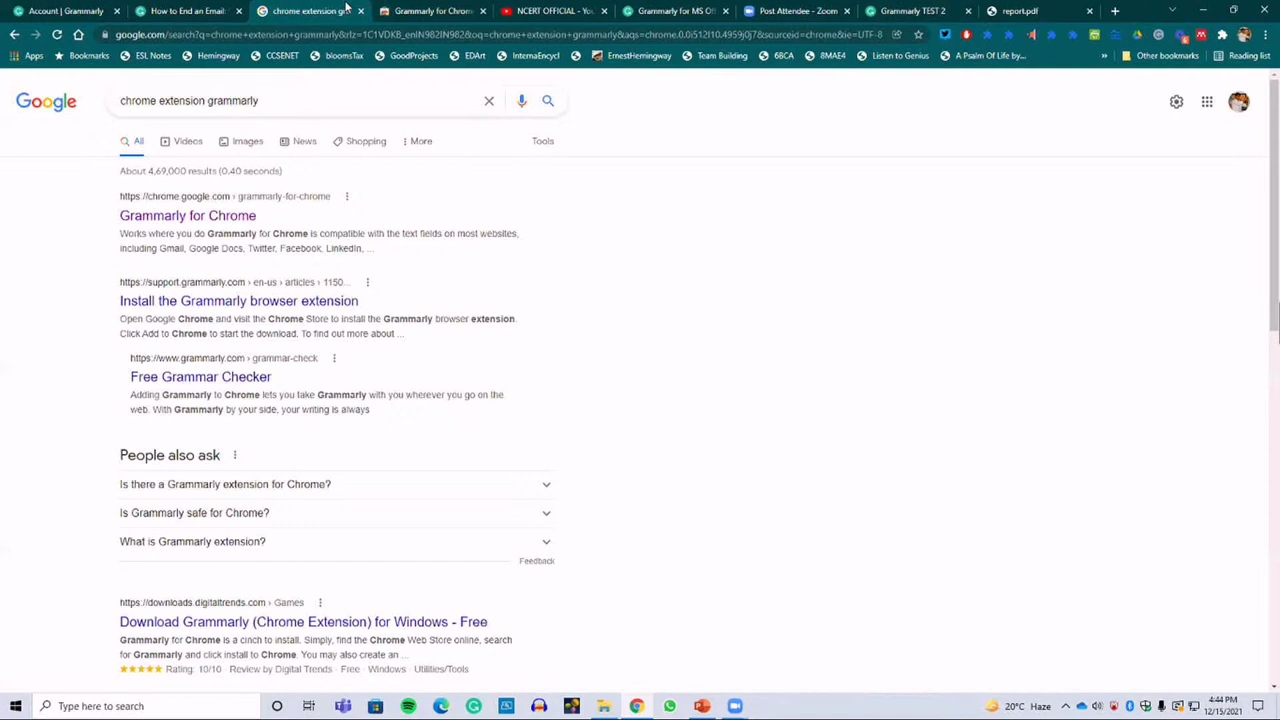 Account | Grammarly
How to End an Email:
chrome extension gra
Grammarly for Chrom
NCERT OFFICIAL - You
Grammarly for MS Of
Post Attendee - Zoom
Grammarly TEST 2
report.pdf
google.com/search?q=chrome+extension+grammarly&rlz=1C1VDKB_enIN982IN982&oq=chrome+extension+grammarly&aqs=chrome.0.0i512l10.4959j0j7&sourceid=chrome&ie=UTF-8
Apps
Bookmarks
ESL Notes
Hemingway
CCSENET
bloomsTax
GoodProjects
EDArt
InternaEncycl
ErnestHemingway
Team Building
6BCA
8MAE4
Listen to Genius
A Psalm Of Life by...
»
Other bookmarks
Reading list
Google
chrome extension grammarly
All
Videos
Images
News
Shopping
More
Tools
About 4,69,000 results (0.40 seconds)
https://chrome.google.com › grammarly-for-chrome
Grammarly for Chrome
Works where you do Grammarly for Chrome is compatible with the text fields on most websites,
including Gmail, Google Docs, Twitter, Facebook, LinkedIn, ...
https://support.grammarly.com › en-us › articles › 1150...
Install the Grammarly browser extension
Open Google Chrome and visit the Chrome Store to install the Grammarly browser extension.
Click Add to Chrome to start the download. To find out more about ...
https://www.grammarly.com › grammar-check
Free Grammar Checker
Adding Grammarly to Chrome lets you take Grammarly with you wherever you go on the
web. With Grammarly by your side, your writing is always
People also ask
Is there a Grammarly extension for Chrome?
Is Grammarly safe for Chrome?
What is Grammarly extension?
Feedback
https://downloads.digitaltrends.com › Games
Download Grammarly (Chrome Extension) for Windows - Free
Grammarly for Chrome is a cinch to install. Simply, find the Chrome Web Store online, search
for Grammarly and click install to Chrome. You may also create an ...
Rating: 10/10 · Review by Digital Trends · Free · Windows · Utilities/Tools
Type here to search
20°C Haze
4:44 PM
12/15/2021